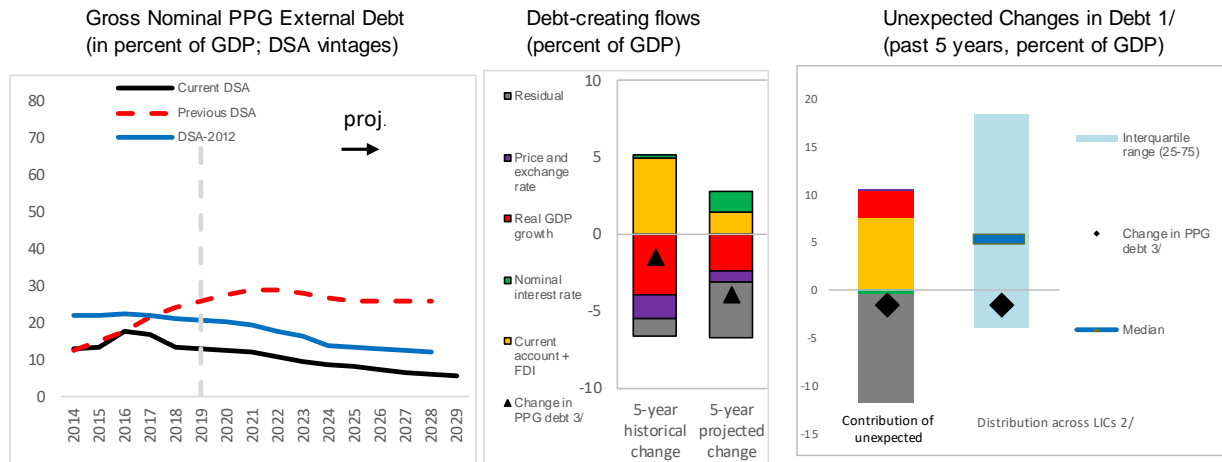 Gross Nominal PPG External Debt
(in percent of GDP; DSA vintages)
Current DSA
Previous DSA
DSA-2012
proj.
80
70
60
50
40
30
20
10
0
2014
2015
2016
2017
2018
2019
2020
2021
2022
2023
2024
2025
2026
2027
2028
2029
Debt-creating flows
(percent of GDP)
Residual
Price and
exchange rate
Real GDP
growth
Nominal
interest rate
Current
account +
FDI
Change in
PPG debt 3/
10
5
0
-5
-10
5-year
historical
change
5-year
projected
change
Unexpected Changes in Debt 1/
(past 5 years, percent of GDP)
20
15
10
5
0
-5
-10
-15
Interquartile
range (25-75)
Change in PPG
debt 3/
Median
Contribution of
unexpected
Distribution across LICs 2/